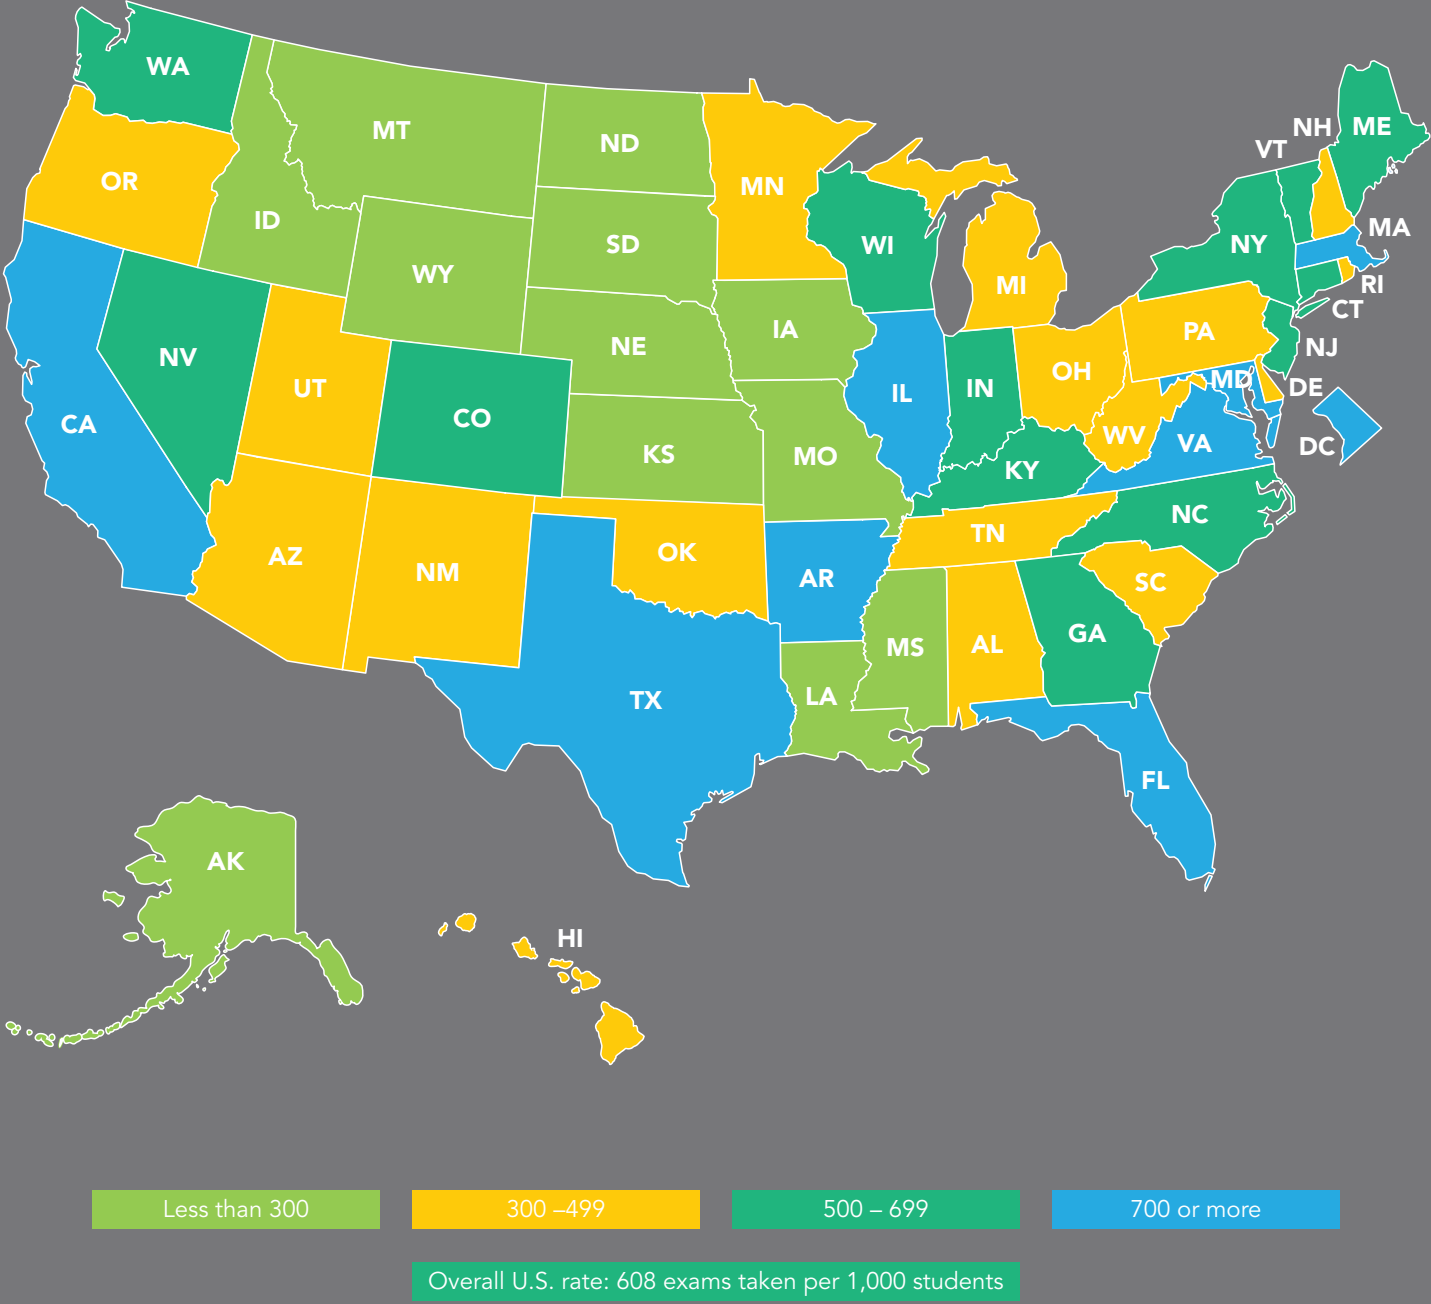 WA
MT
ND
MN
OR
ID
SD
WI
WY
MI
NH
ME
VT
MA
NY
RI
CT
IA
PA
NV
NE
NJ
UT
OH
MD
DE
IN
IL
CO
CA
WV
VA
DC
KS
MO
KY
NC
TN
AZ
OK
NM
AR
SC
GA
MS
AL
LA
TX
FL
AK
HI
Less than 300
300 –499
500 – 699
700 or more
Overall U.S. rate: 608 exams taken per 1,000 students